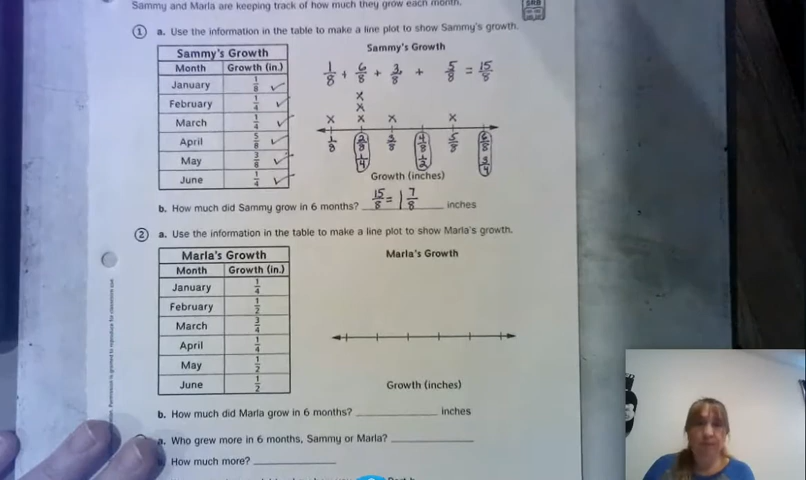 Sammy and Marla are keeping track of how much they grow each month.
SRB
1 a. Use the information in the table to make a line plot to show Sammy's growth.
Sammy's Growth
Month Growth (in.)
January 1/8 ✓
February 1/4 ✓
March 1/4 ✓
April 5/8 ✓
May 3/8 ✓
June 1/4 ✓
Sammy's Growth
1/8 + 6/8 + 3/8 + 5/8 = 15/8
x
x
x x x x
1/8 2/8 3/8 4/8 5/8 6/8
1/4 1/2 3/4
Growth (inches)
b. How much did Sammy grow in 6 months? 15/8 = 1 7/8 inches
2 a. Use the information in the table to make a line plot to show Marla's growth.
Marla's Growth
Month Growth (in.)
January 1/4
February 1/2
March 3/4
April 1/4
May 1/2
June 1/2
Marla's Growth
Growth (inches)
b. How much did Marla grow in 6 months? ____________ inches
a. Who grew more in 6 months, Sammy or Marla? ____________
How much more? ____________